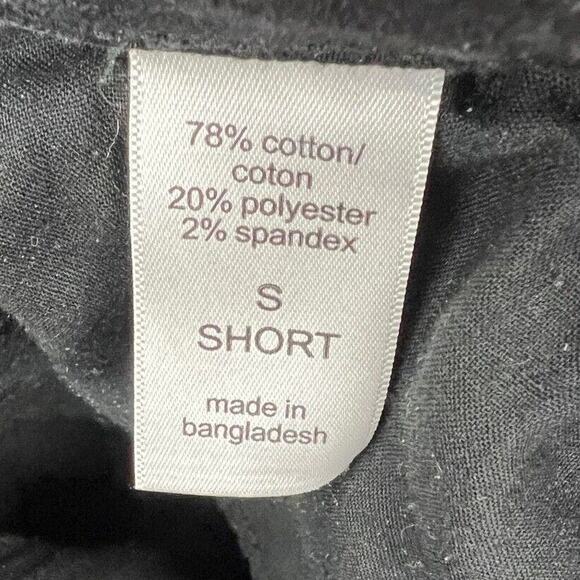 78% cotton/
coton
20% polyester
2% spandex
S
SHORT
made in
bangladesh